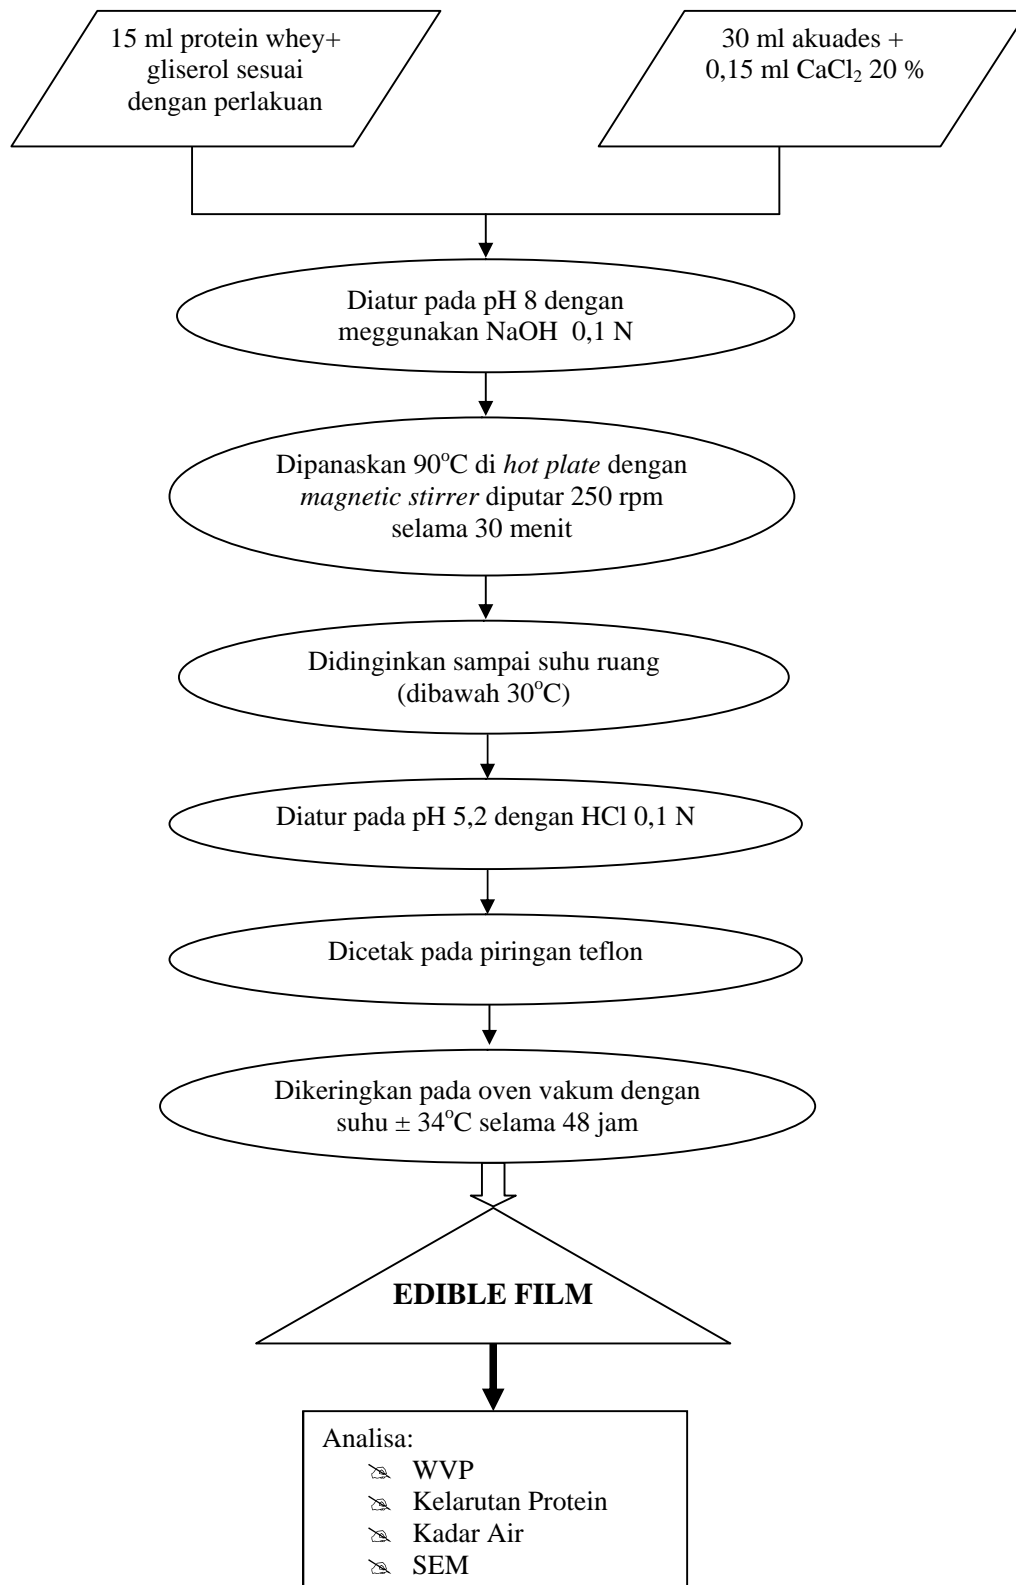 15 ml protein whey+
gliserol sesuai
dengan perlakuan
30 ml akuades +
0,15 ml CaCl₂ 20 %
Diatur pada pH 8 dengan
meggunakan NaOH 0,1 N
Dipanaskan 90°C di hot plate dengan
magnetic stirrer diputar 250 rpm
selama 30 menit
Didinginkan sampai suhu ruang
(dibawah 30°C)
Diatur pada pH 5,2 dengan HCl 0,1 N
Dicetak pada piringan teflon
Dikeringkan pada oven vakum dengan
suhu ± 34°C selama 48 jam
EDIBLE FILM
Analisa:
WVP
Kelarutan Protein
Kadar Air
SEM